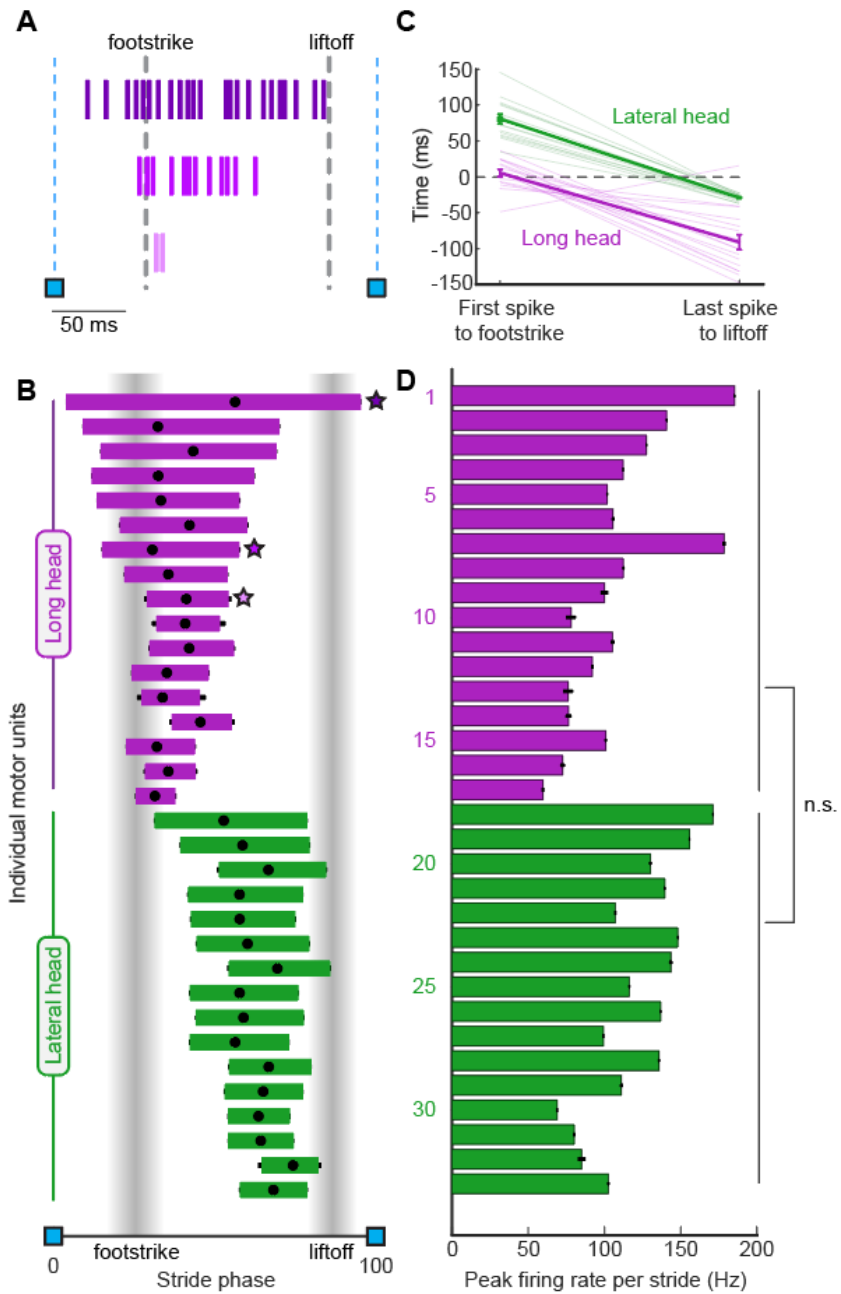 A
footstrike
liftoff
50 ms
C
150
100
50
0
-50
-100
-150
Time (ms)
Lateral head
Long head
First spike
to footstrike
Last spike
to liftoff
B
Individual motor units
Long head
Lateral head
footstrike
liftoff
0
100
Stride phase
D
1
5
10
15
20
25
30
n.s.
0
50
100
150
200
Peak firing rate per stride (Hz)